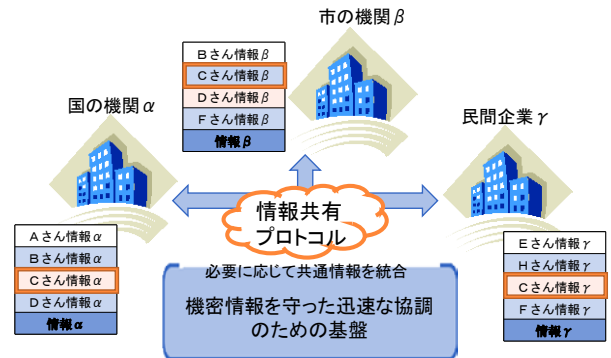 市の機関β
Bさん情報β
Cさん情報β
Dさん情報β
Fさん情報β
情報β
国の機関α
民間企業γ
情報共有
プロトコル
Aさん情報α
Bさん情報α
Cさん情報α
Dさん情報α
情報α
Eさん情報γ
Hさん情報γ
Cさん情報γ
Fさん情報γ
情報γ
必要に応じて共通情報を統合
機密情報を守った迅速な協調
のための基盤